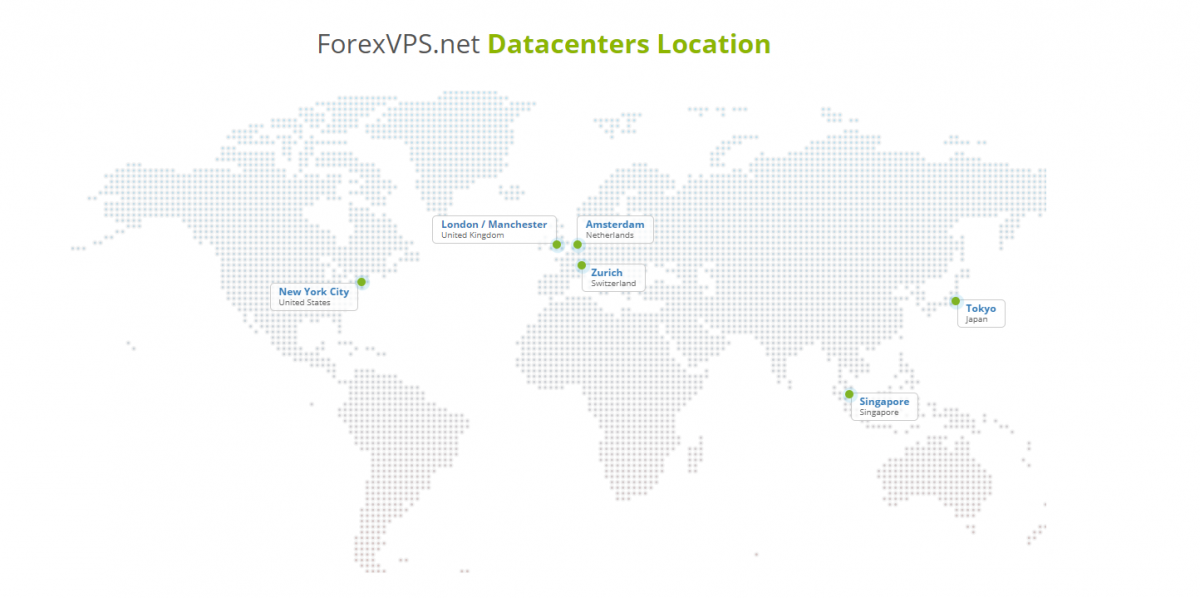 ForexVPS.net Datacenters Location
London / Manchester
United Kingdom
Amsterdam
Netherlands
Zurich
Switzerland
New York City
United States
Tokyo
Japan
Singapore
Singapore